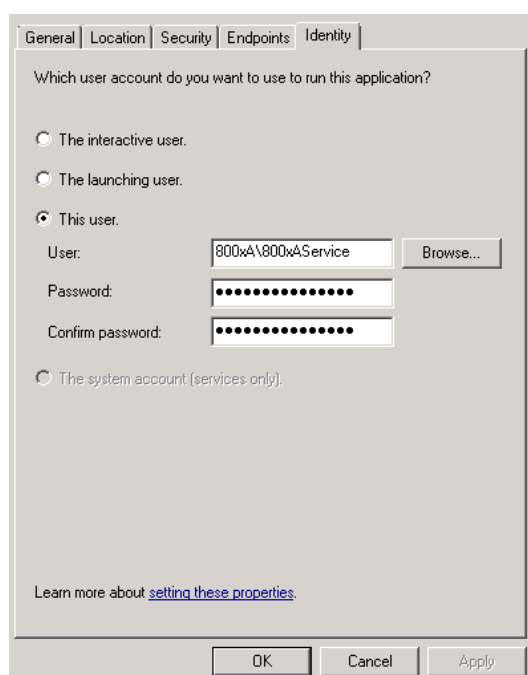 General Location Security Endpoints Identity
Which user account do you want to use to run this application?
The interactive user.
The launching user.
This user.
User: 800xA\800xAService Browse...
Password: ●●●●●●●●●●●●●●●
Confirm password: ●●●●●●●●●●●●●●●
The system account (services only).
Learn more about setting these properties.
OK Cancel Apply